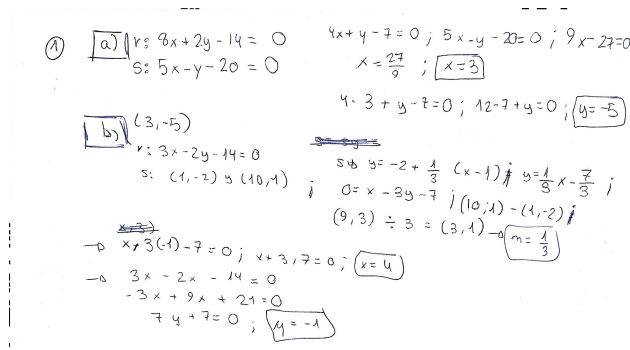 ① a) r: 8x + 2y - 14 = 0
s: 5x - y - 20 = 0
4x + y - 7 = 0 ; 5x - y - 20 = 0 ; 9x - 27 = 0
x = 27/9 ; x = 3
4 · 3 + y - 7 = 0 ; 12 - 7 + y = 0 ; y = -5
b) (3, -5)
r: 3x - 2y - 14 = 0
s: (1, -2) y (10, 1) ;
y = -2 + 1/3 (x - 1) ; y = 1/3 x - 7/3 ;
0 = x - 3y - 7 ; (10, 1) - (1, -2) ;
(9, 3) ÷ 3 = (3, 1) → m = 1/3
→ x + 3(-1) - 7 = 0 ; x + 3, 7 = 0 ; x = 4
→ 3x - 2x - 14 = 0
-3x + 9x + 21 = 0
7y + 7 = 0 ; y = -1